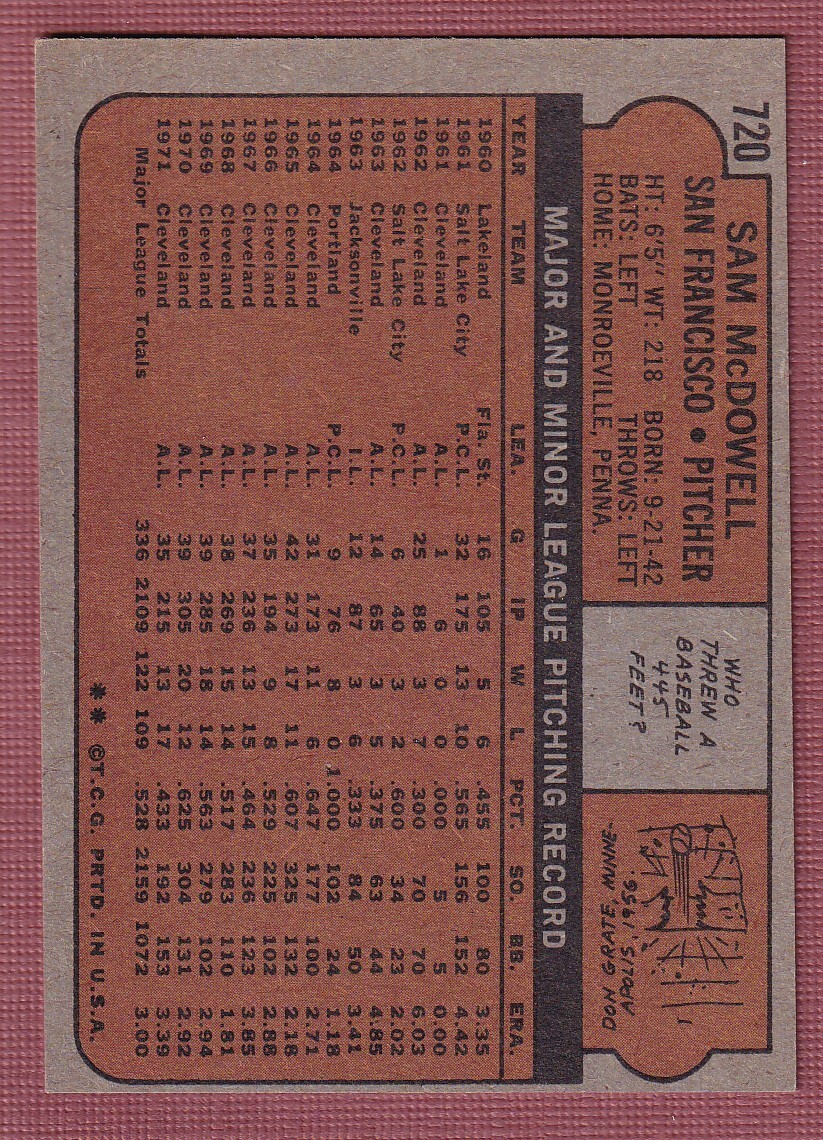 720
SAM McDOWELL
SAN FRANCISCO • PITCHER
HT: 6'5" WT: 218 BORN: 9-21-42
BATS: LEFT THROWS: LEFT
HOME: MONROEVILLE, PENNA.
WHO
THREW A
BASEBALL
445
FEET?
DON GRATE, MINNE-
APOLIS 1956.
MAJOR AND MINOR LEAGUE PITCHING RECORD
YEAR TEAM LEA. G IP W L PCT. SO. BB. ERA.
1960 Lakeland Fla. St. 16 105 5 6 .455 100 80 3.35
1961 Salt Lake City P.C.L. 32 175 13 10 .565 156 152 4.42
1961 Cleveland A.L. 1 6 0 0 .000 5 5 0.00
1962 Cleveland A.L. 25 88 3 7 .300 70 70 6.03
1962 Salt Lake City P.C.L. 6 40 3 2 .600 34 23 2.02
1963 Cleveland A.L. 14 65 3 5 .375 63 44 4.85
1963 Jacksonville I.L. 12 87 3 6 .333 84 50 3.41
1964 Portland P.C.L. 9 76 8 0 1.000 102 24 1.18
1964 Cleveland A.L. 31 173 11 6 .647 177 100 2.71
1965 Cleveland A.L. 42 273 17 11 .607 325 132 2.18
1966 Cleveland A.L. 35 194 9 8 .529 225 102 2.88
1967 Cleveland A.L. 37 236 13 15 .464 236 123 3.85
1968 Cleveland A.L. 38 269 15 14 .517 283 110 1.81
1969 Cleveland A.L. 39 285 18 14 .563 279 102 2.94
1970 Cleveland A.L. 39 305 20 12 .625 304 131 2.92
1971 Cleveland A.L. 35 215 13 17 .433 192 153 3.39
Major League Totals 336 2109 122 109 .528 2159 1072 3.00
** ©T.C.G. PRTD. IN U.S.A.